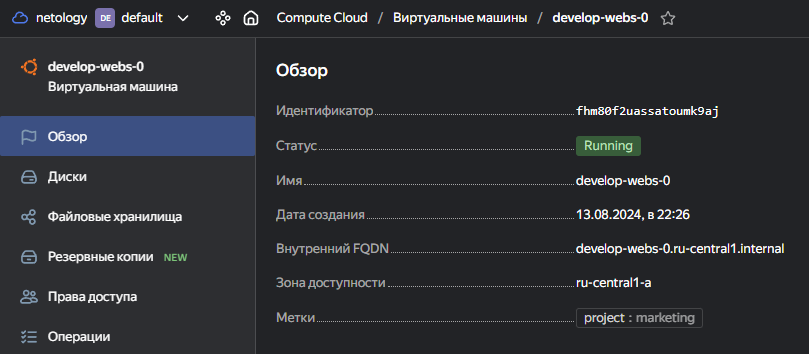 netology DE default Compute Cloud / Виртуальные машины / develop-webs-0
develop-webs-0
Виртуальная машина
Обзор
Диски
Файловые хранилища
Резервные копии NEW
Права доступа
Операции
Обзор
Идентификатор fhm80f2uassatoumk9aj
Статус Running
Имя develop-webs-0
Дата создания 13.08.2024, в 22:26
Внутренний FQDN develop-webs-0.ru-central1.internal
Зона доступности ru-central1-a
Метки project : marketing